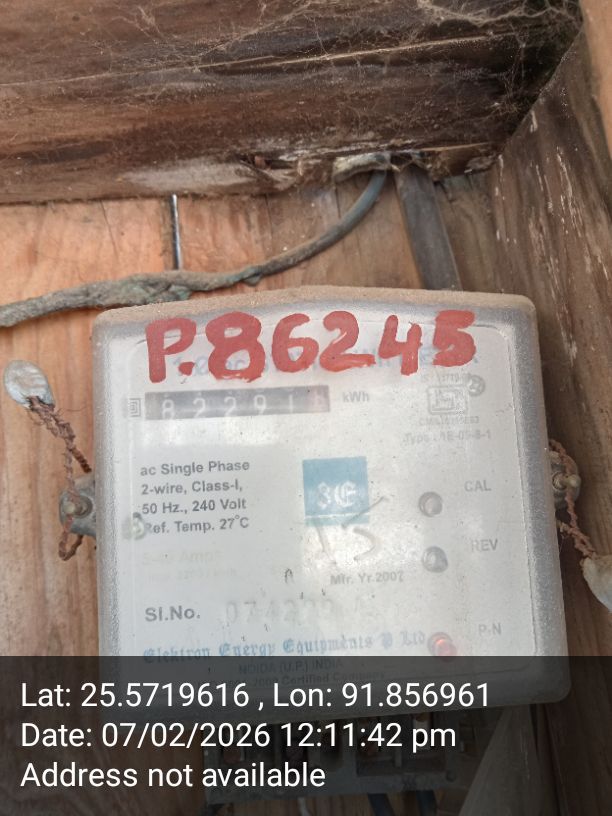 P.86245
82291
kWh
ac Single Phase
2-wire, Class-I,
50 Hz., 240 Volt
Ref. Temp. 27°C
CAL
REV
Mfr. Yr.2007
SI.No.
P-N
Elektron Energy Equipments P Ltd
NOIDA (U.P.) INDIA
Lat: 25.5719616 , Lon: 91.856961
Date: 07/02/2026 12:11:42 pm
Address not available